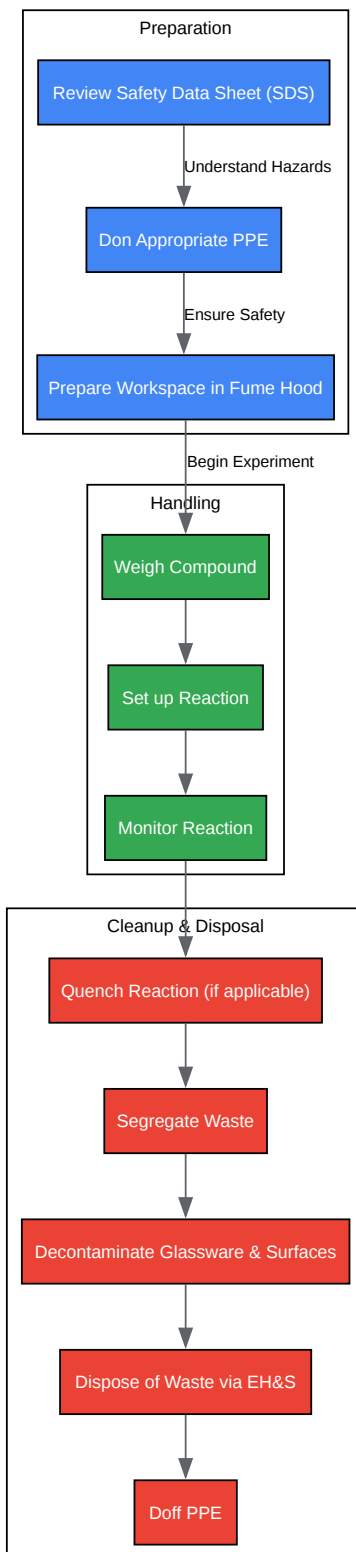 Preparation
Review Safety Data Sheet (SDS)
Understand Hazards
Don Appropriate PPE
Ensure Safety
Prepare Workspace in Fume Hood
Begin Experiment
Handling
Weigh Compound
Set up Reaction
Monitor Reaction
Cleanup & Disposal
Quench Reaction (if applicable)
Segregate Waste
Decontaminate Glassware & Surfaces
Dispose of Waste via EH&S
Doff PPE